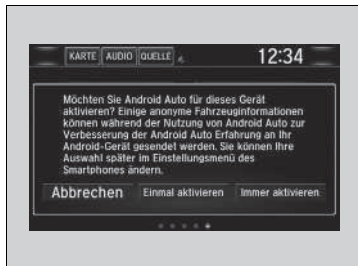 KARTE AUDIO QUELLE 12:34
Möchten Sie Android Auto für dieses Gerät
aktivieren? Einige anonyme Fahrzeuginformationen
können während der Nutzung von Android Auto zur
Verbesserung der Android Auto Erfahrung an Ihr
Android-Gerät gesendet werden. Sie können Ihre
Auswahl später im Einstellungsmenü des
Smartphones ändern.
Abbrechen Einmal aktivieren Immer aktivieren